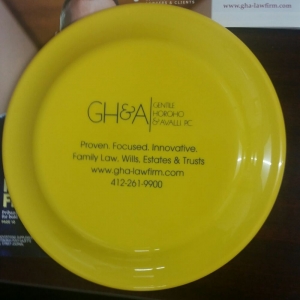 & CLIENTS
www.gha-lawfirm.com
GH&A
GENTILE
HOROHO
& AVALLI, PC
Proven. Focused. Innovative.
Family Law, Wills, Estates & Trusts
www.gha-lawfirm.com
412-261-9900